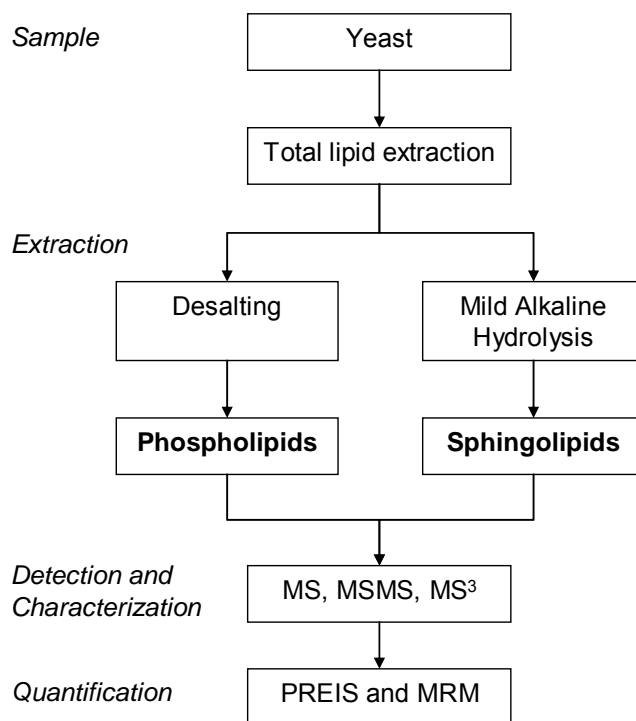 Sample
Yeast
Total lipid extraction
Extraction
Desalting
Mild Alkaline
Hydrolysis
Phospholipids
Sphingolipids
Detection and
Characterization
MS, MSMS, MS³
Quantification
PREIS and MRM